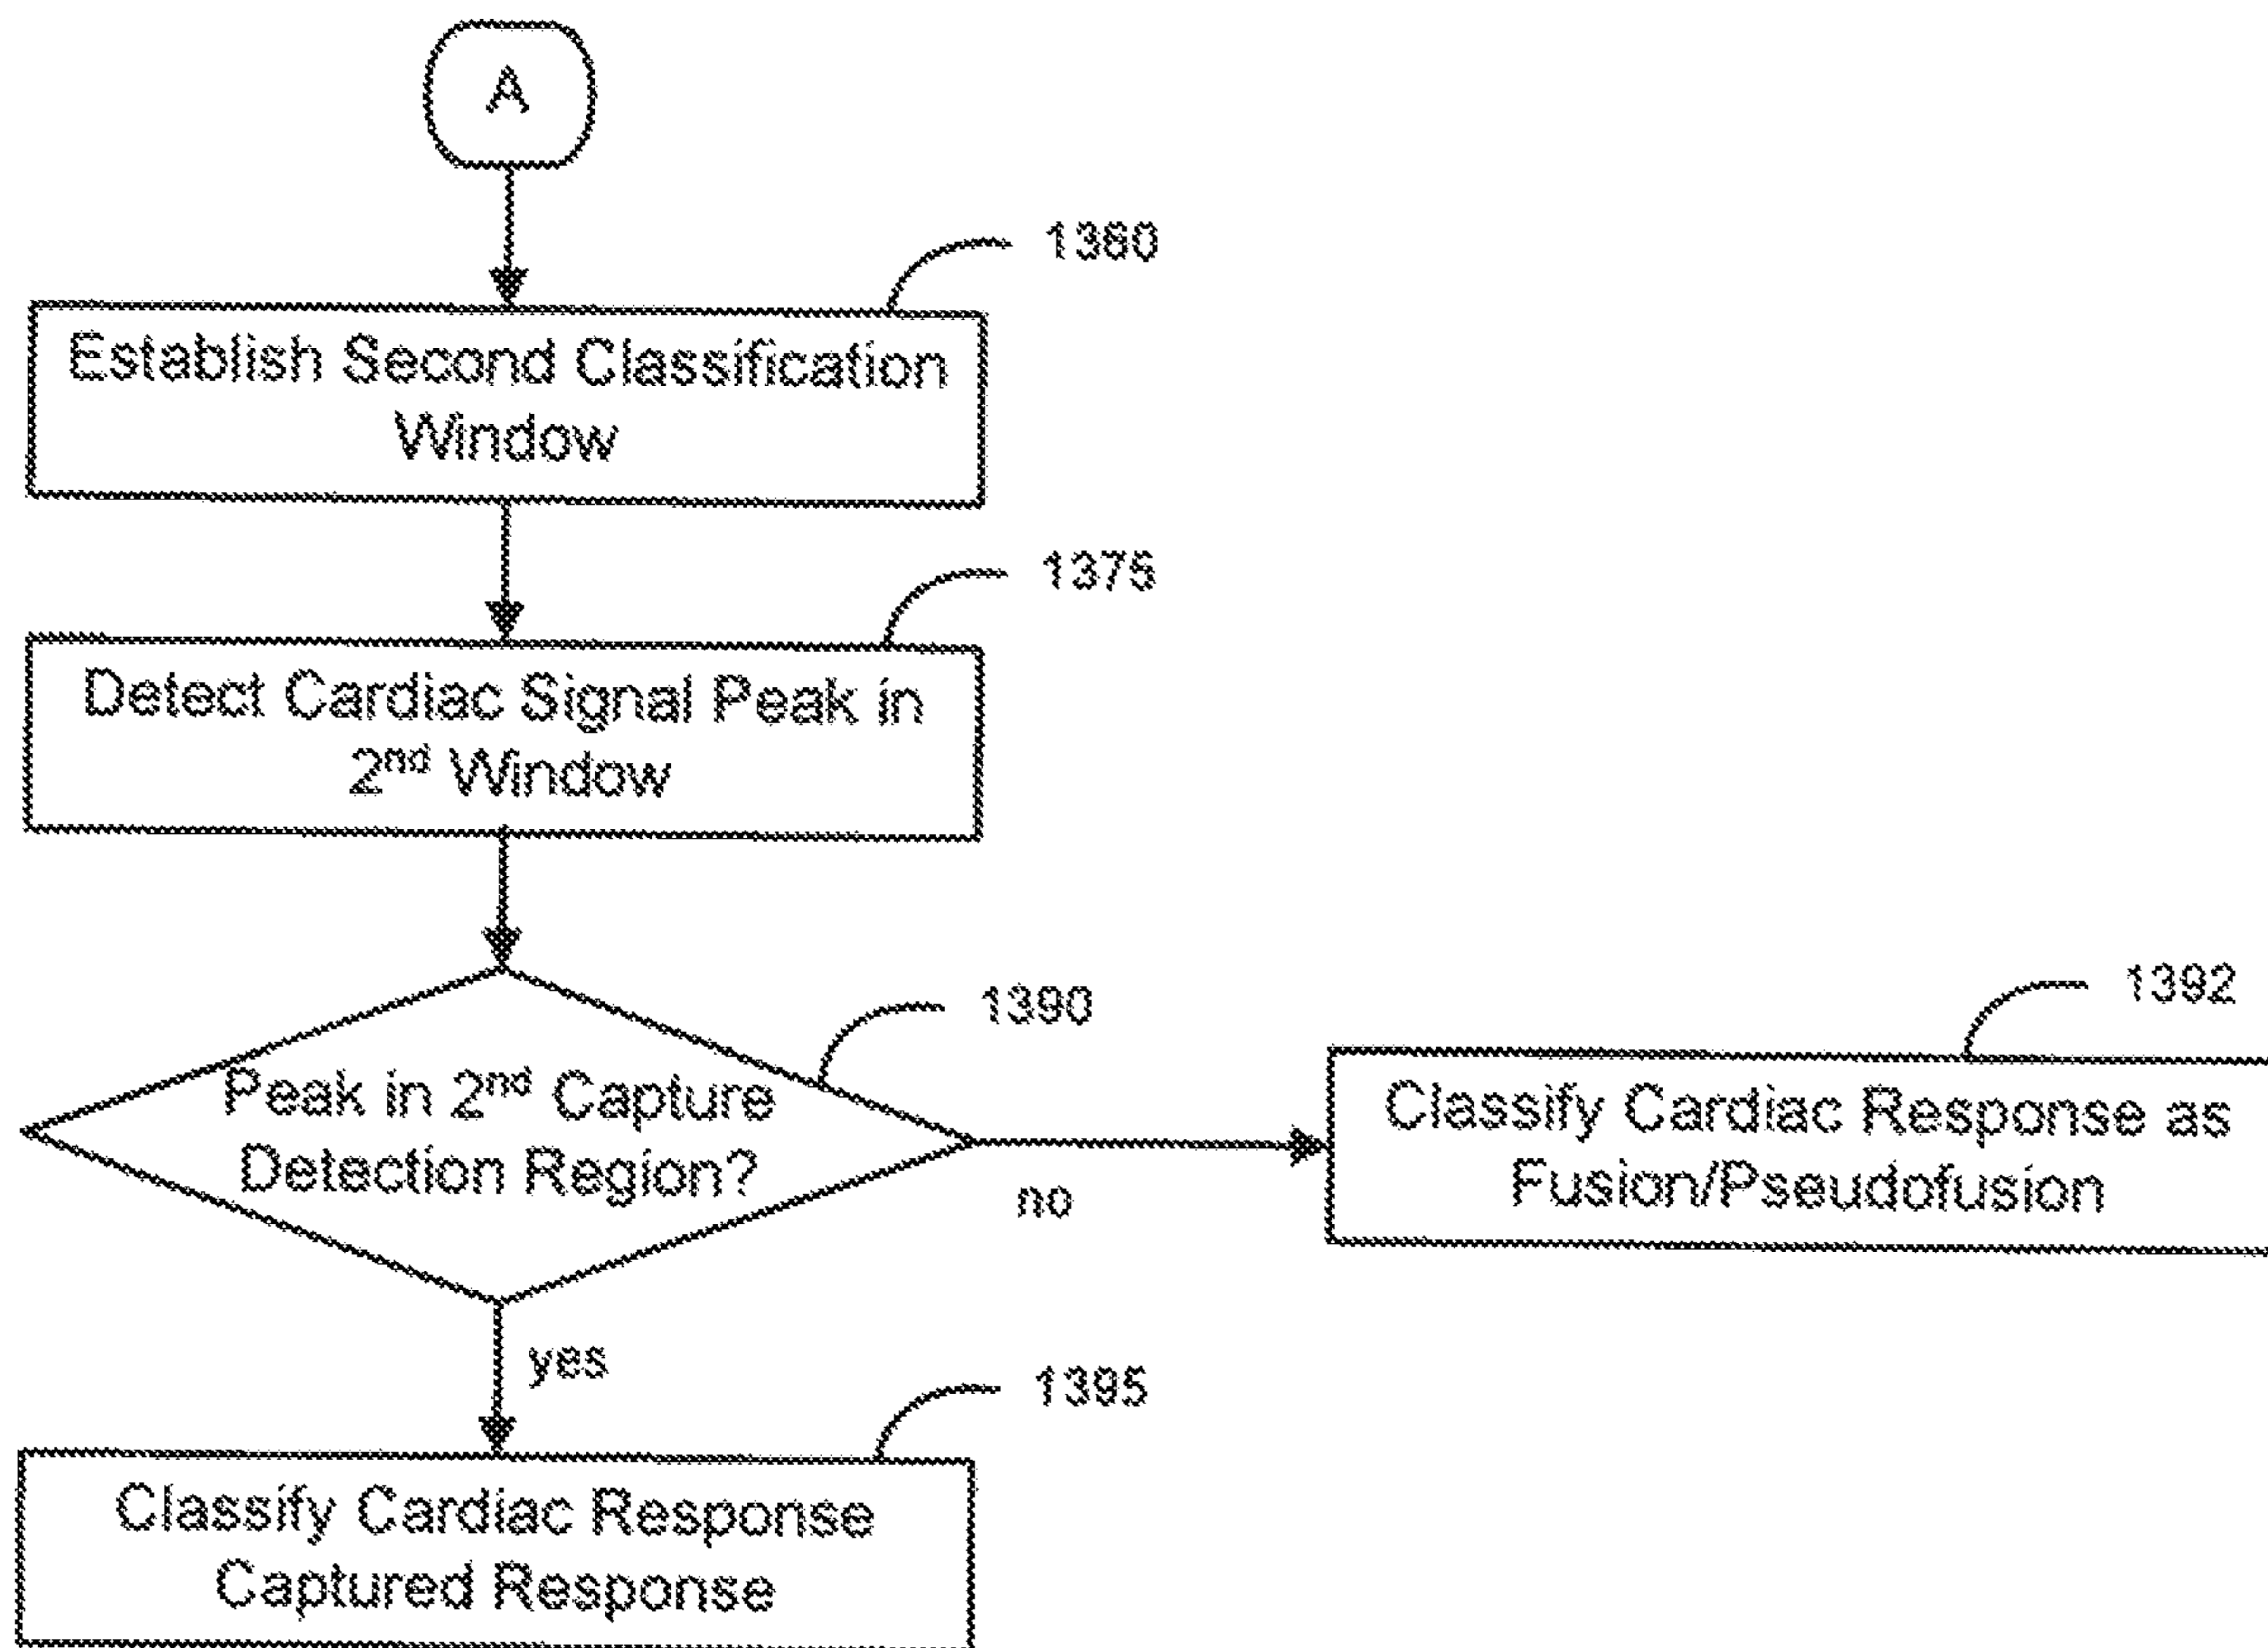 A
1380
Establish Second Classification
Window
1375
Detect Cardiac Signal Peak in
2nd Window
1390
Peak in 2nd Capture
Detection Region?
no
1392
Classify Cardiac Response as
Fusion/Pseudofusion
yes
1395
Classify Cardiac Response
Captured Response